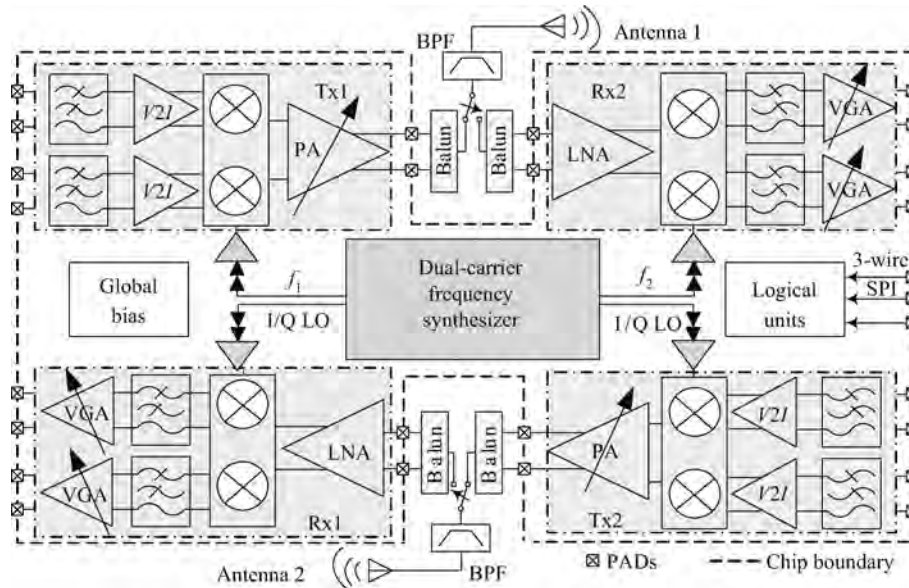 BPF
Antenna 1
Tx1
V2I
V2I
PA
Balun
Balun
Rx2
LNA
VGA
VGA
Global
bias
f1
I/Q LO
Dual-carrier
frequency
synthesizer
f2
I/Q LO
Logical
units
3-wire
SPI
VGA
VGA
LNA
Rx1
Balun
Balun
PA
Tx2
V2I
V2I
Antenna 2
BPF
PADs
Chip boundary